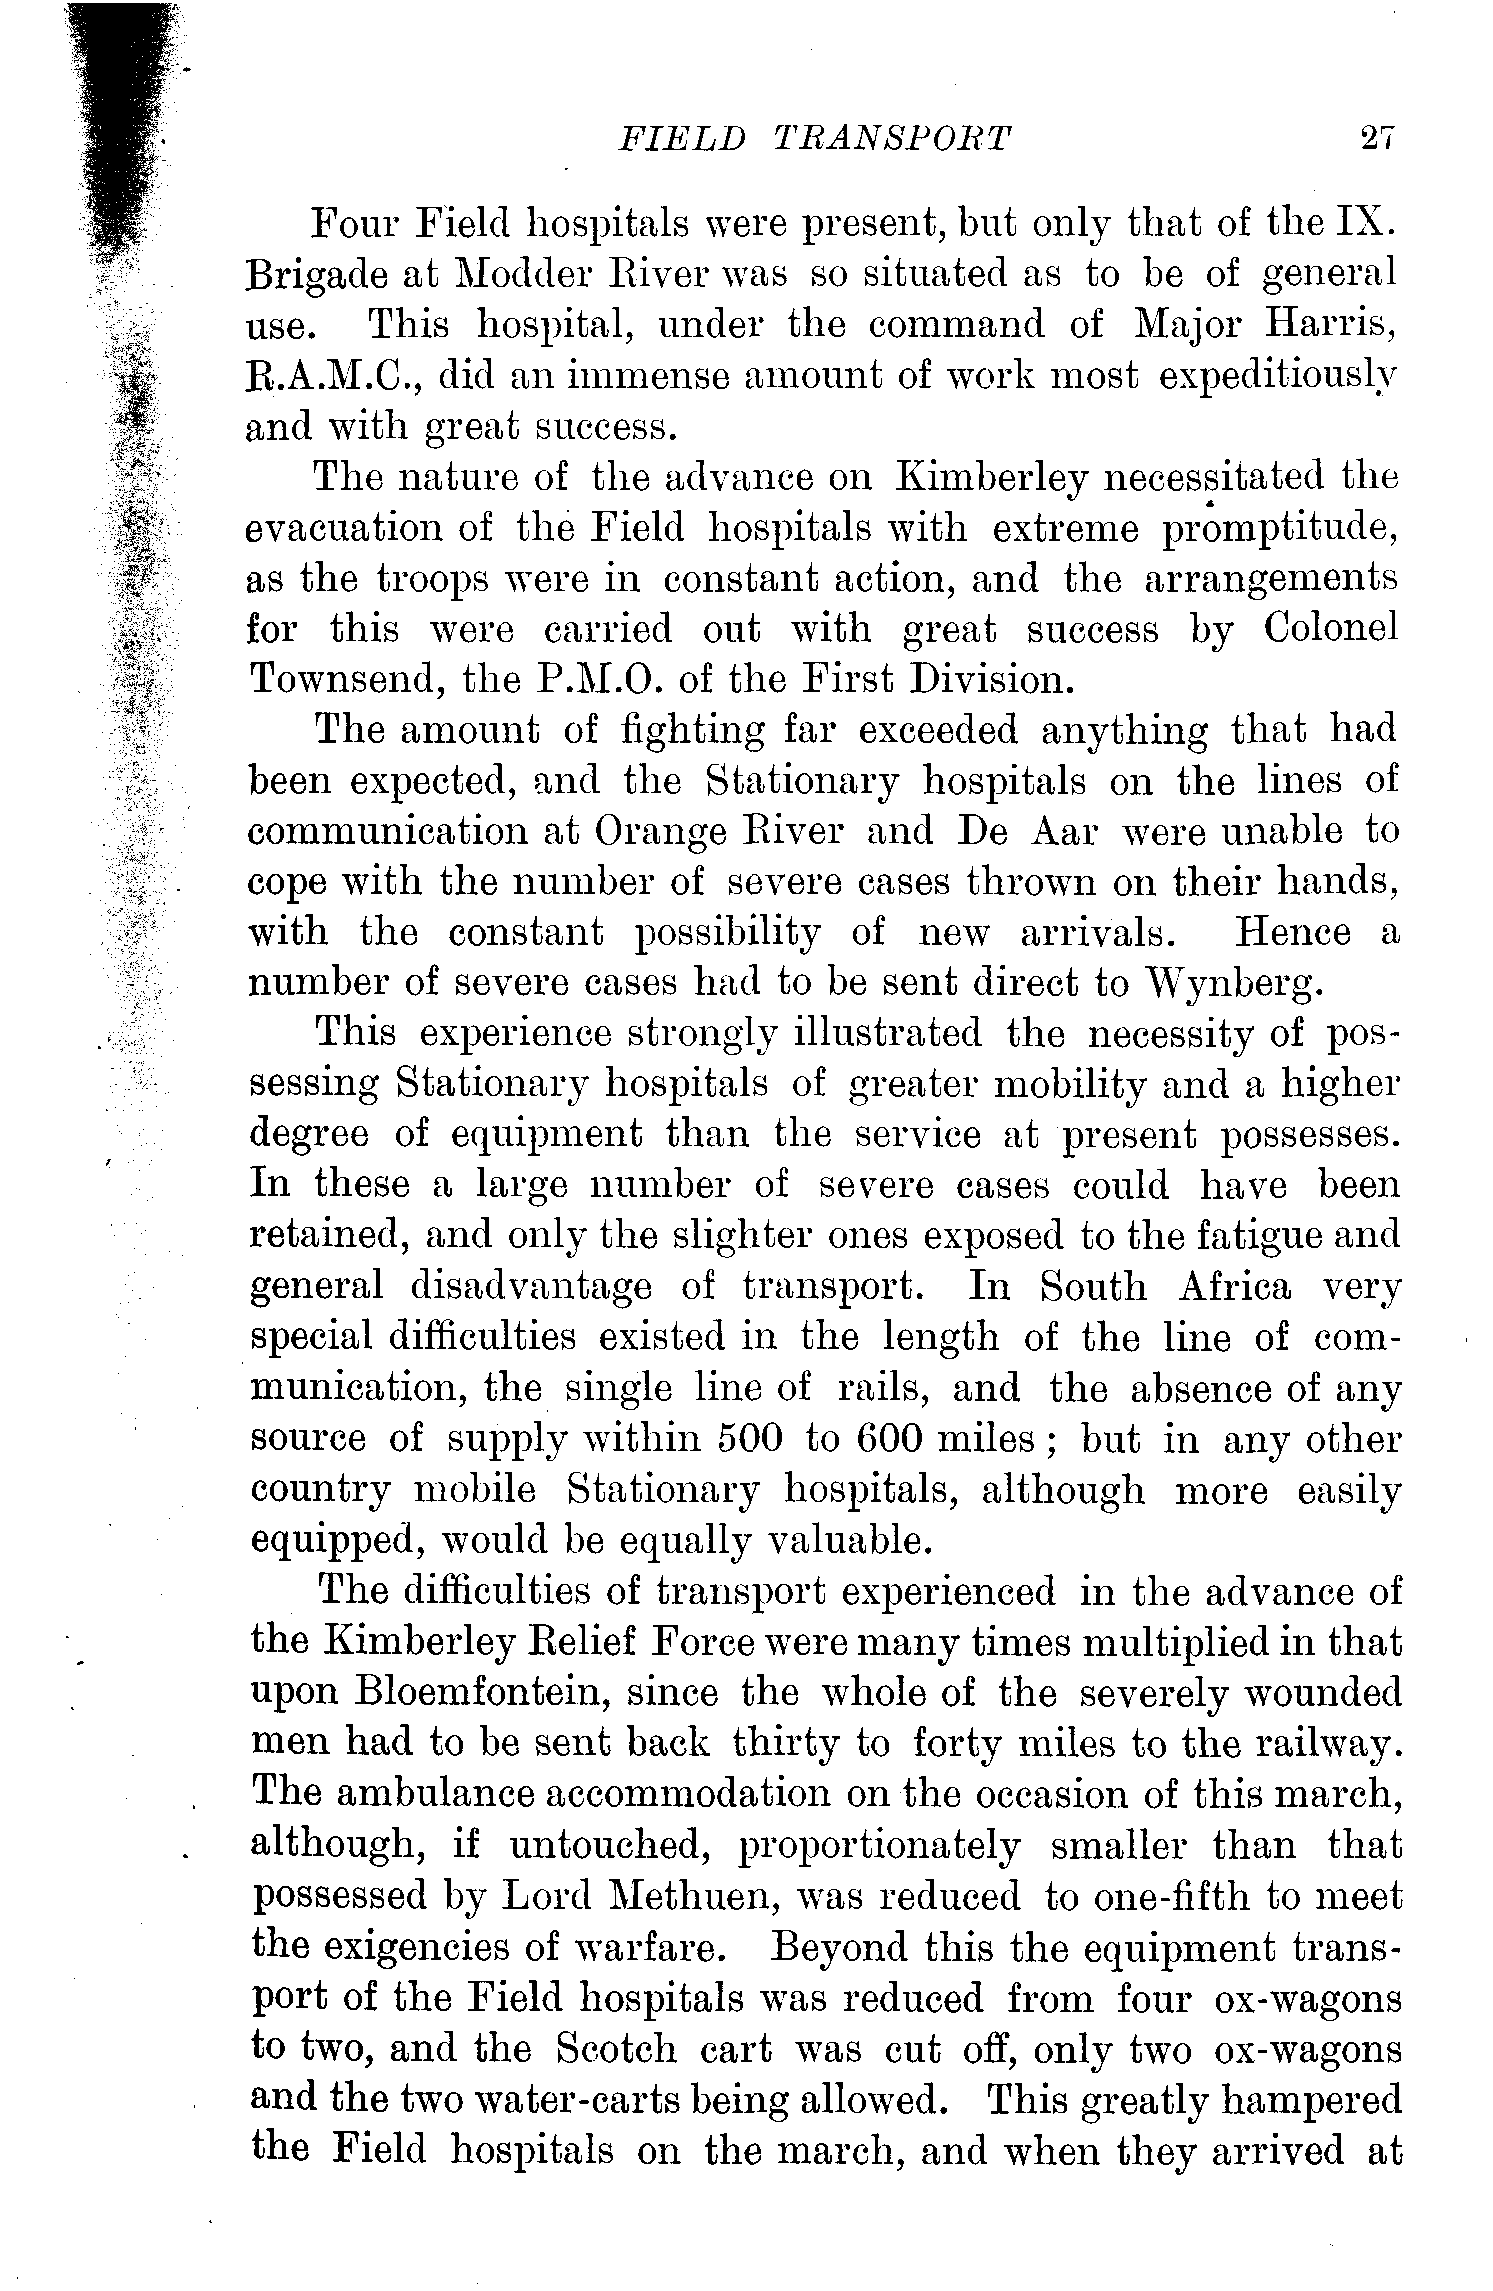 FIELD TRANSPORT 27
Four Field hospitals were present, but only that of the IX.
Brigade at Modder River was so situated as to be of general
use. This hospital, under the command of Major Harris,
R.A.M.C., did an immense amount of work most expeditiously
and with great success.
The nature of the advance on Kimberley necessitated the
evacuation of the Field hospitals with extreme promptitude,
as the troops were in constant action, and the arrangements
for this were carried out with great success by Colonel
Townsend, the P.M.O. of the First Division.
The amount of fighting far exceeded anything that had
been expected, and the Stationary hospitals on the lines of
communication at Orange River and De Aar were unable to
cope with the number of severe cases thrown on their hands,
with the constant possibility of new arrivals. Hence a
number of severe cases had to be sent direct to Wynberg.
This experience strongly illustrated the necessity of pos-
sessing Stationary hospitals of greater mobility and a higher
degree of equipment than the service at present possesses.
In these a large number of severe cases could have been
retained, and only the slighter ones exposed to the fatigue and
general disadvantage of transport. In South Africa very
special difficulties existed in the length of the line of com-
munication, the single line of rails, and the absence of any
source of supply within 500 to 600 miles ; but in any other
country mobile Stationary hospitals, although more easily
equipped, would be equally valuable.
The difficulties of transport experienced in the advance of
the Kimberley Relief Force were many times multiplied in that
upon Bloemfontein, since the whole of the severely wounded
men had to be sent back thirty to forty miles to the railway.
The ambulance accommodation on the occasion of this march,
although, if untouched, proportionately smaller than that
possessed by Lord Methuen, was reduced to one-fifth to meet
the exigencies of warfare. Beyond this the equipment trans-
port of the Field hospitals was reduced from four ox-wagons
to two, and the Scotch cart was cut off, only two ox-wagons
and the two water-carts being allowed. This greatly hampered
the Field hospitals on the march, and when they arrived at